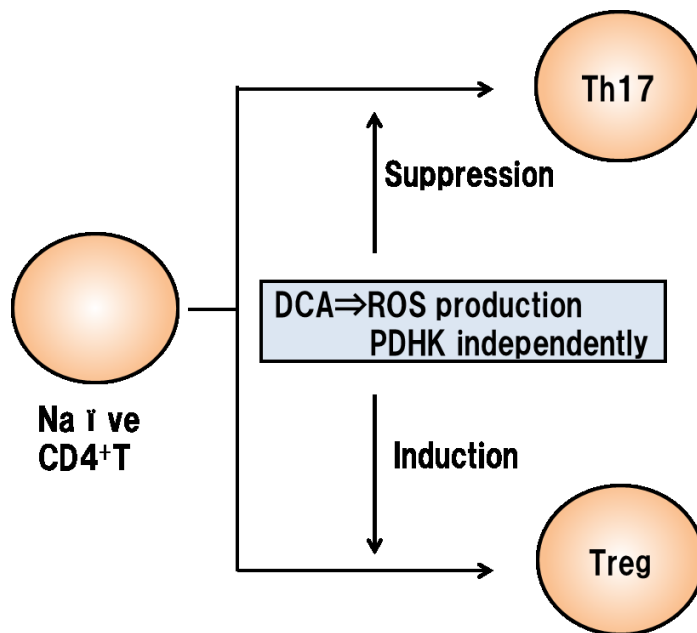 Th17
Suppression
DCA⇒ROS production
PDHK independently
Naïve
CD4⁺T
Induction
Treg